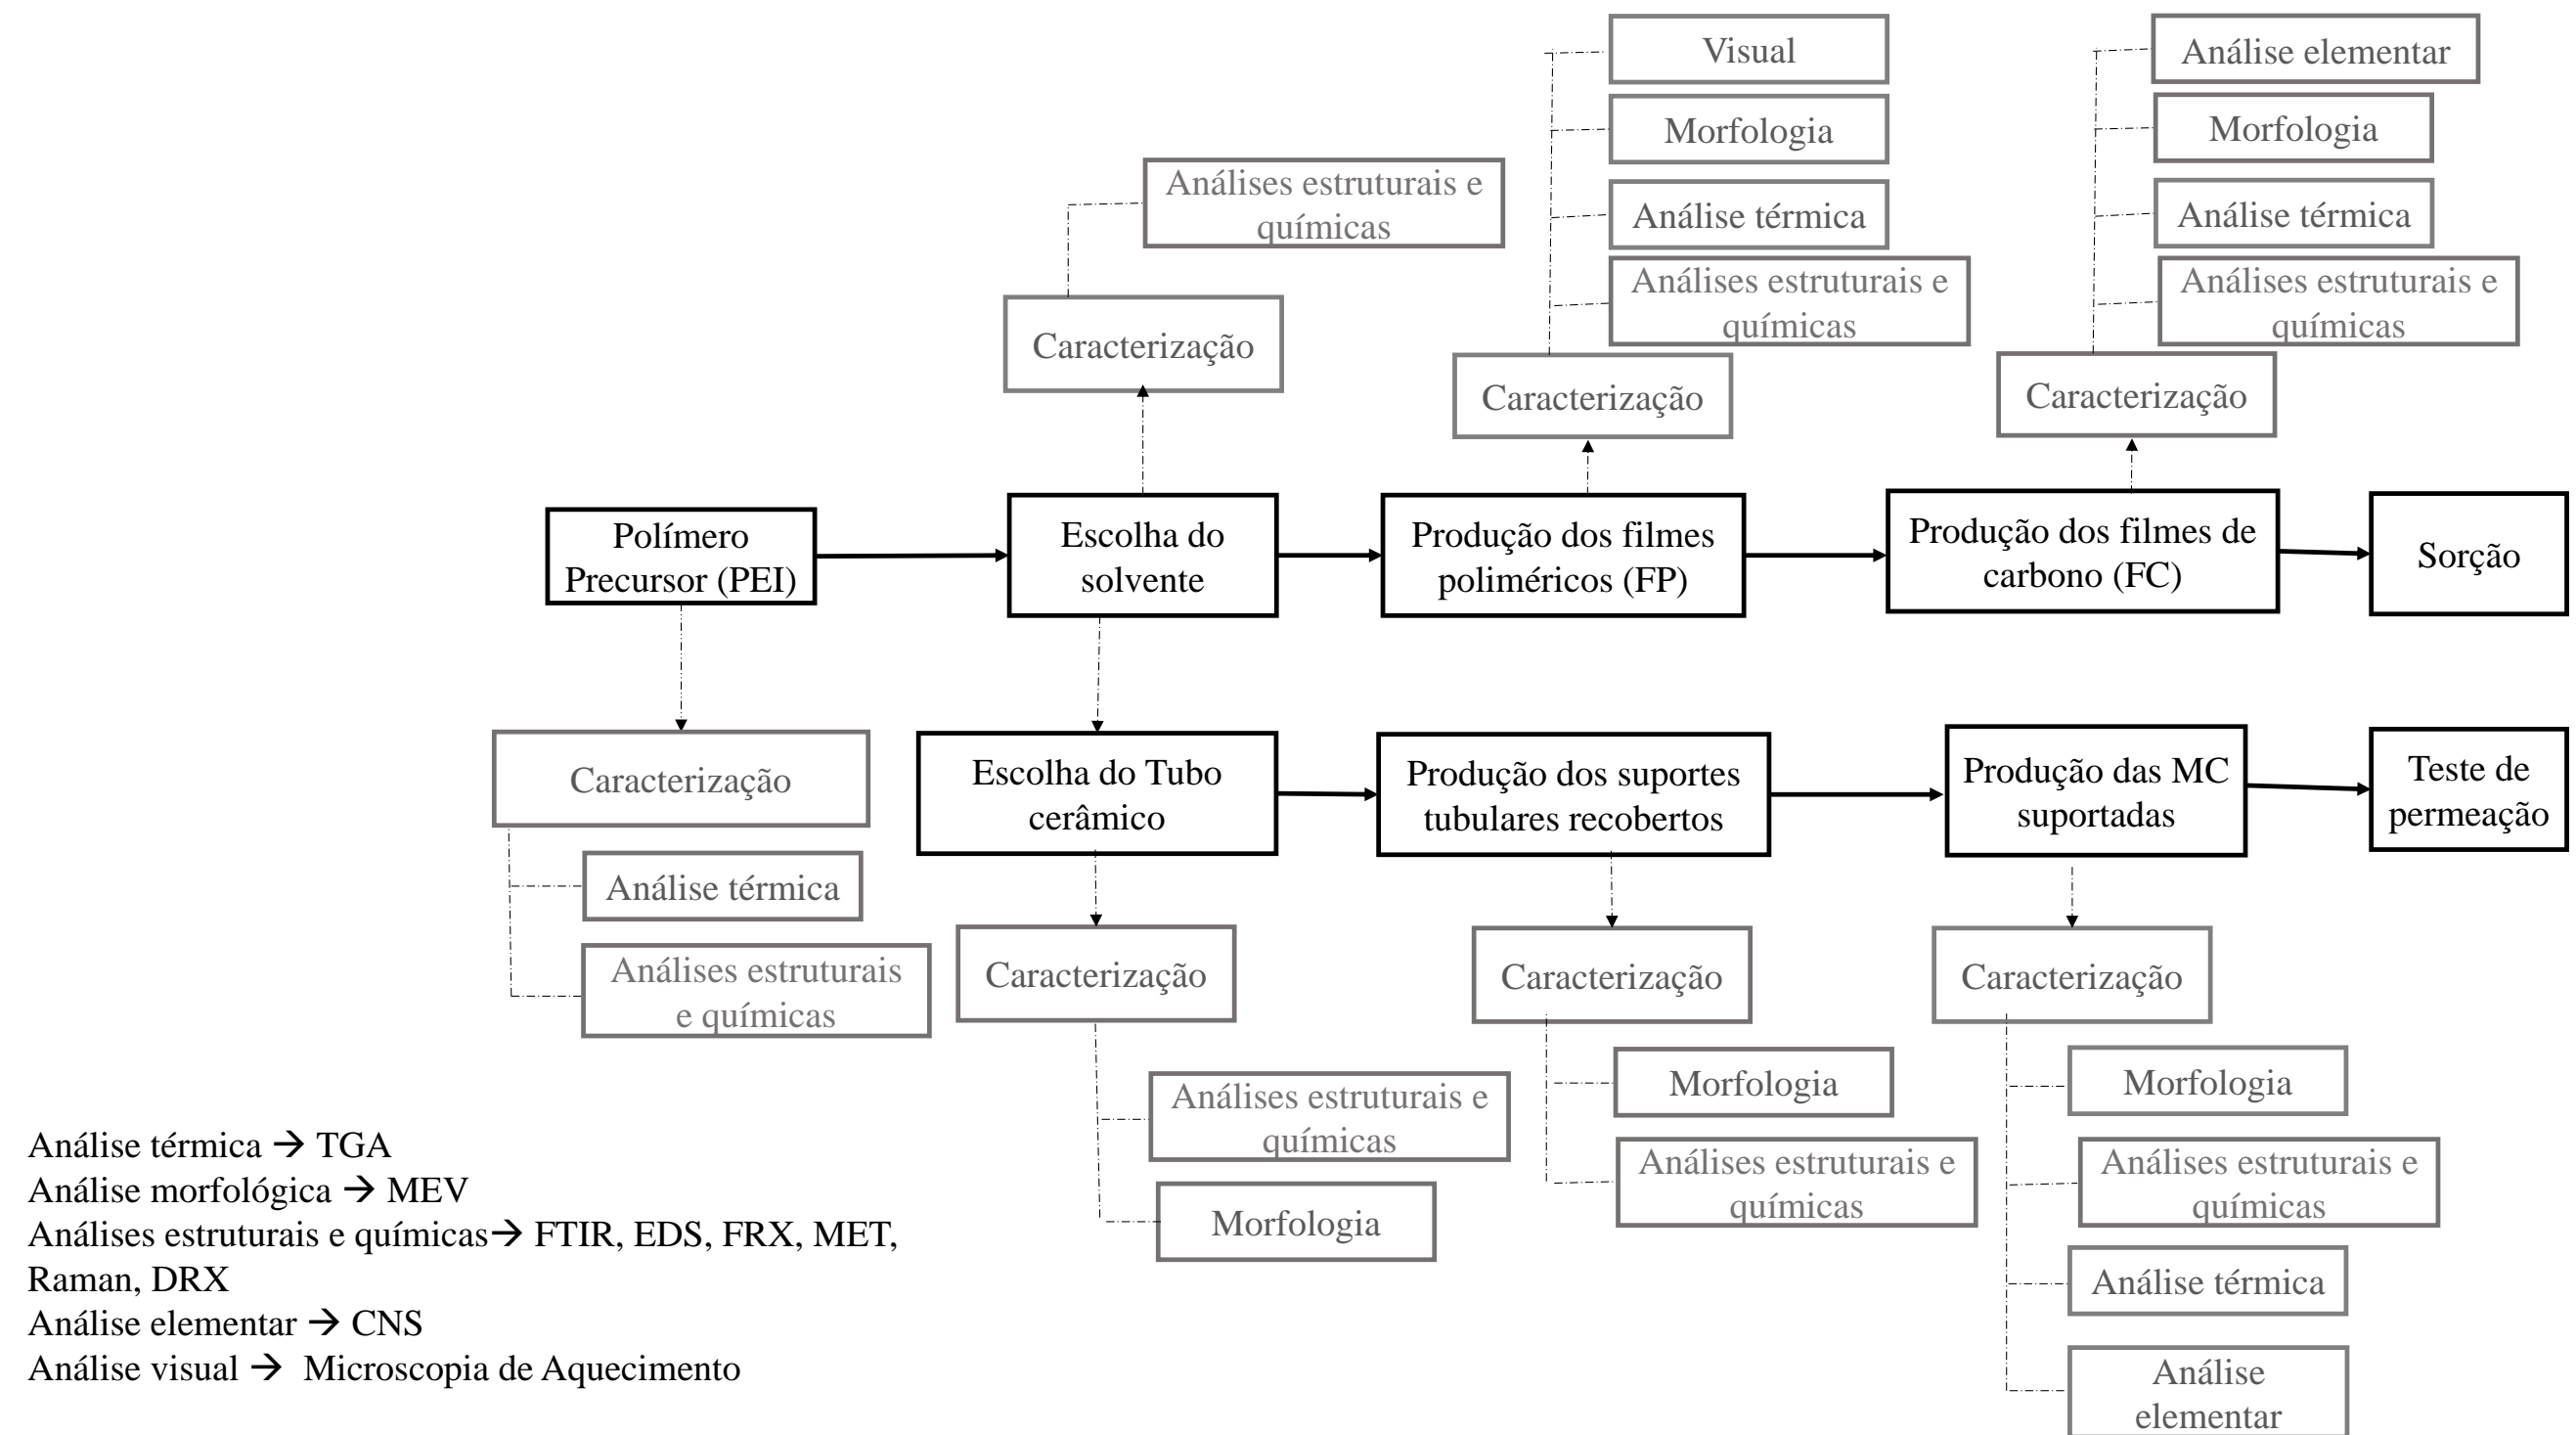 Visual
Morfologia
Análise térmica
Análises estruturais e
químicas
Caracterização
Análise elementar
Morfologia
Análise térmica
Análises estruturais e
químicas
Caracterização
Análises estruturais e
químicas
Caracterização
Polímero
Precursor (PEI)
Escolha do
solvente
Produção dos filmes
poliméricos (FP)
Produção dos filmes de
carbono (FC)
Sorção
Caracterização
Análise térmica
Análises estruturais
e químicas
Escolha do Tubo
cerâmico
Produção dos suportes
tubulares recobertos
Produção das MC
suportadas
Teste de
permeação
Caracterização
Análises estruturais e
químicas
Morfologia
Caracterização
Morfologia
Análises estruturais e
químicas
Caracterização
Morfologia
Análises estruturais e
químicas
Análise térmica
Análise
elementar
Análise térmica → TGA
Análise morfológica → MEV
Análises estruturais e químicas→ FTIR, EDS, FRX, MET,
Raman, DRX
Análise elementar → CNS
Análise visual → Microscopia de Aquecimento